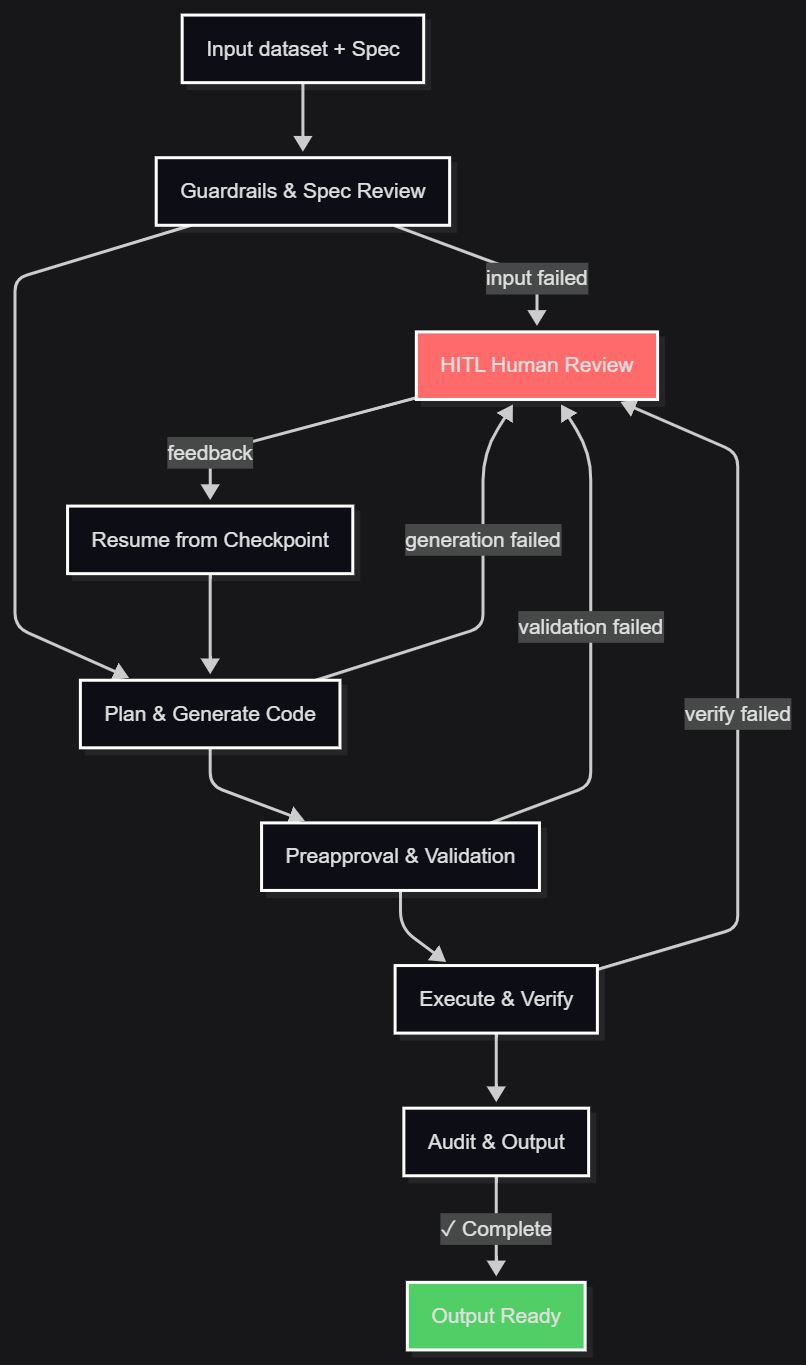 Input dataset + Spec
Guardrails & Spec Review
input failed
HITL Human Review
feedback
Resume from Checkpoint
generation failed
validation failed
Plan & Generate Code
verify failed
Preapproval & Validation
Execute & Verify
Audit & Output
✓ Complete
Output Ready